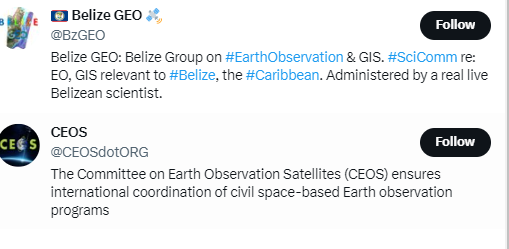 🇧🇿 Belize GEO 🛰️
@BzGEO
Follow
Belize GEO: Belize Group on #EarthObservation & GIS. #SciComm re:
EO, GIS relevant to #Belize, the #Caribbean. Administered by a real live
Belizean scientist.
CEOS
CEOS
@CEOSdotORG
Follow
The Committee on Earth Observation Satellites (CEOS) ensures
international coordination of civil space-based Earth observation
programs